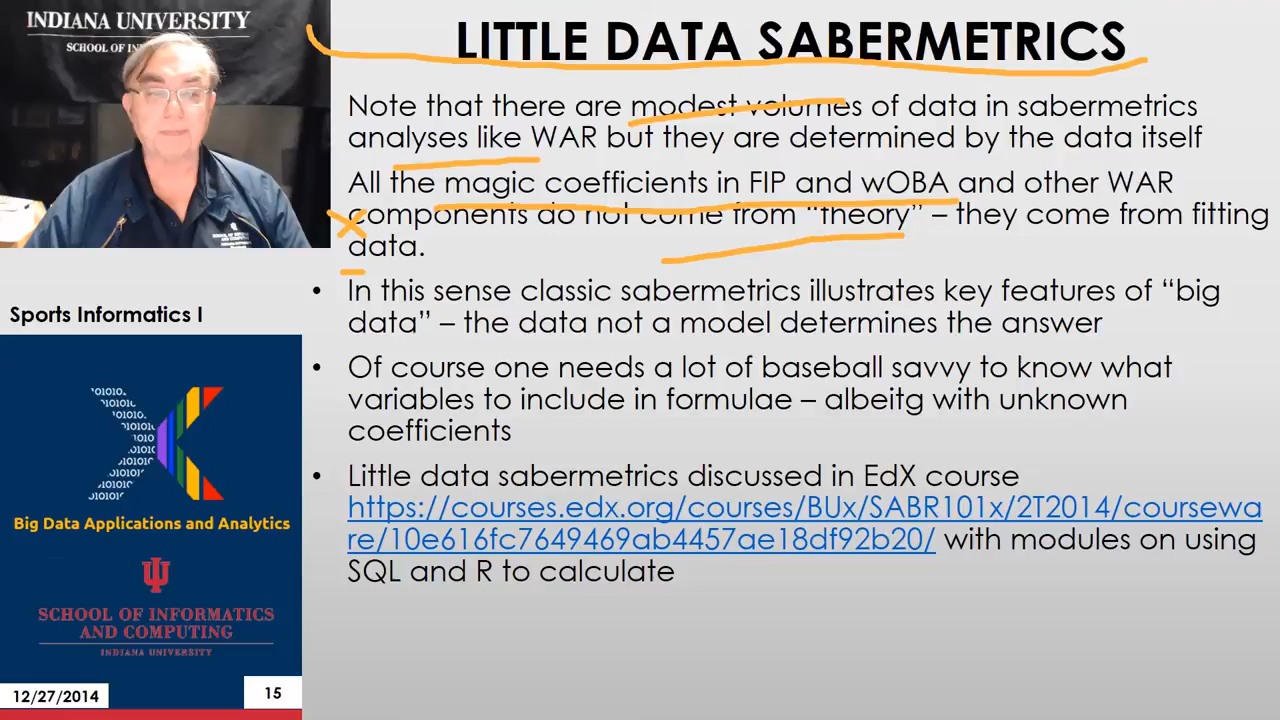 INDIANA UNIVERSITY
SCHOOL OF IN
LITTLE DATA SABERMETRICS
Note that there are modest volumes of data in sabermetrics
analyses like WAR but they are determined by the data itself
All the magic coefficients in FIP and wOBA and other WAR
components do not come from “theory” – they come from fitting
data.
• In this sense classic sabermetrics illustrates key features of “big
data” – the data not a model determines the answer
• Of course one needs a lot of baseball savvy to know what
variables to include in formulae – albeitg with unknown
coefficients
• Little data sabermetrics discussed in EdX course
https://courses.edx.org/courses/BUx/SABR101x/2T2014/coursewa
re/10e616fc7649469ab4457ae18df92b20/ with modules on using
SQL and R to calculate
Sports Informatics I
Big Data Applications and Analytics
SCHOOL OF INFORMATICS
AND COMPUTING
INDIANA UNIVERSITY
12/27/2014
15